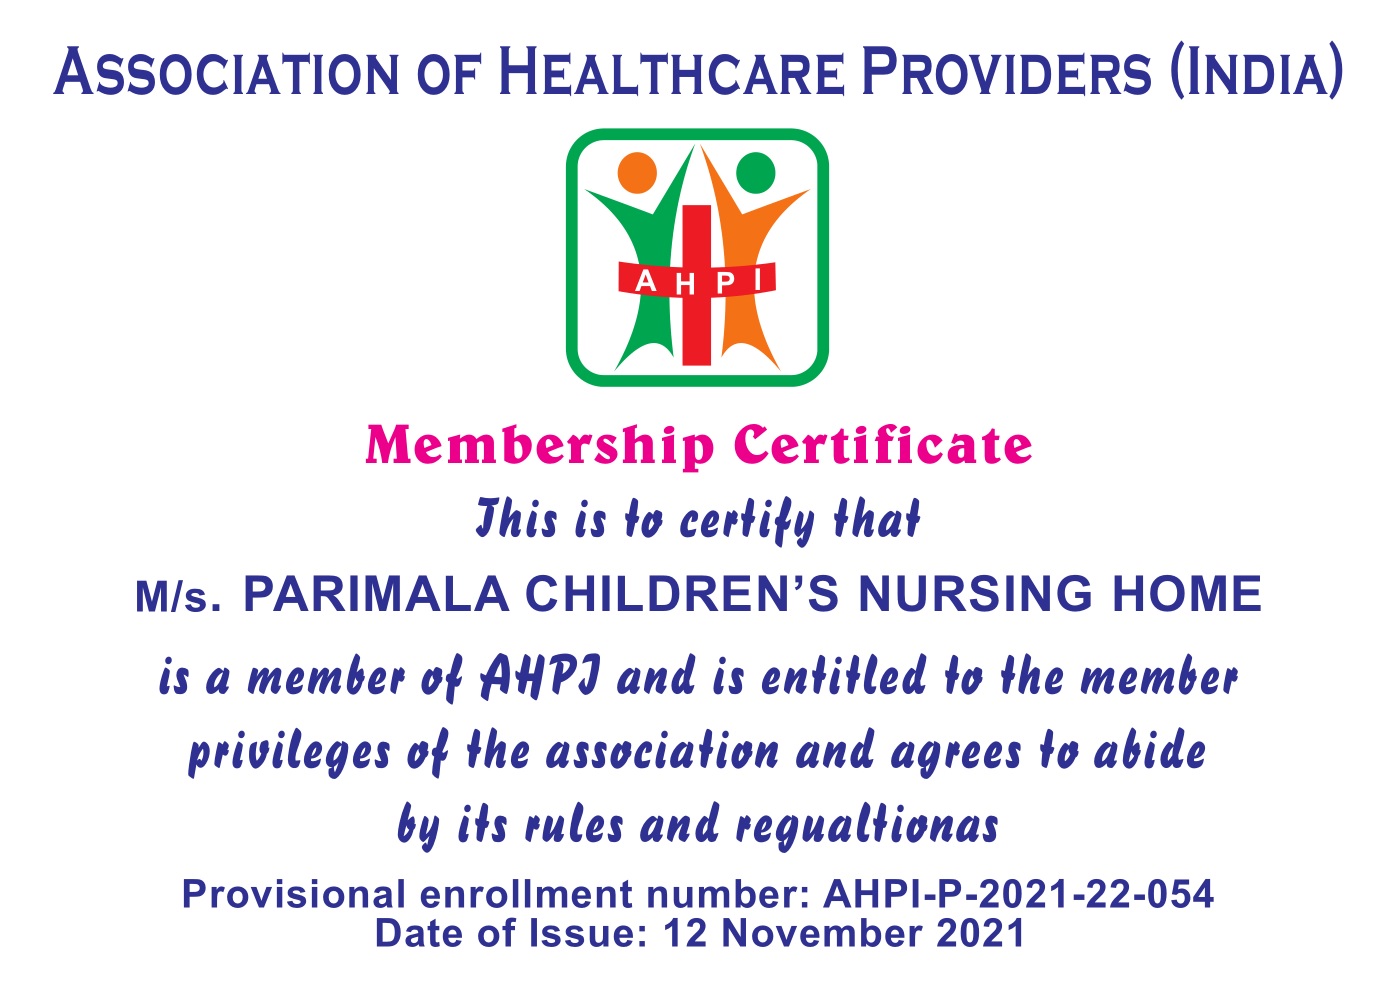 Association of Healthcare Providers (India)
AHPI
Membership Certificate
This is to certify that
M/s. PARIMALA CHILDREN’S NURSING HOME
is a member of AHPI and is entitled to the member
privileges of the association and agrees to abide
by its rules and regualtionas
Provisional enrollment number: AHPI-P-2021-22-054
Date of Issue: 12 November 2021